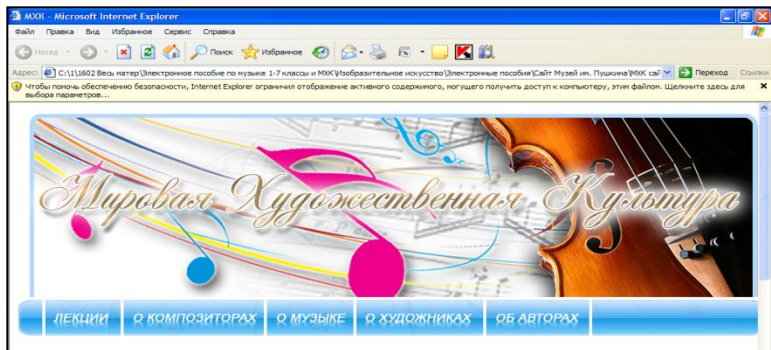 МХК - Microsoft Internet Explorer
Файл Правка Вид Избранное Сервис Справка
Назад Поиск Избранное
Адрес: C:\1\1602 Весь матер\Электронное пособие по музыке 1-7 классы и МХК\Изобразительное искусство\Электронные пособия\Сайт Музей им. Пушкина\МХК сай Переход Ссылки
Чтобы помочь обеспечению безопасности, Internet Explorer ограничил отображение активного содержимого, могущего получить доступ к компьютеру, этим файлом. Щелкните здесь для
выбора параметров...
Мировая Художественная Культура
ЛЕКЦИИ О КОМПОЗИТОРАХ О МУЗЫКЕ О ХУДОЖНИКАХ ОБ АВТОРАХ